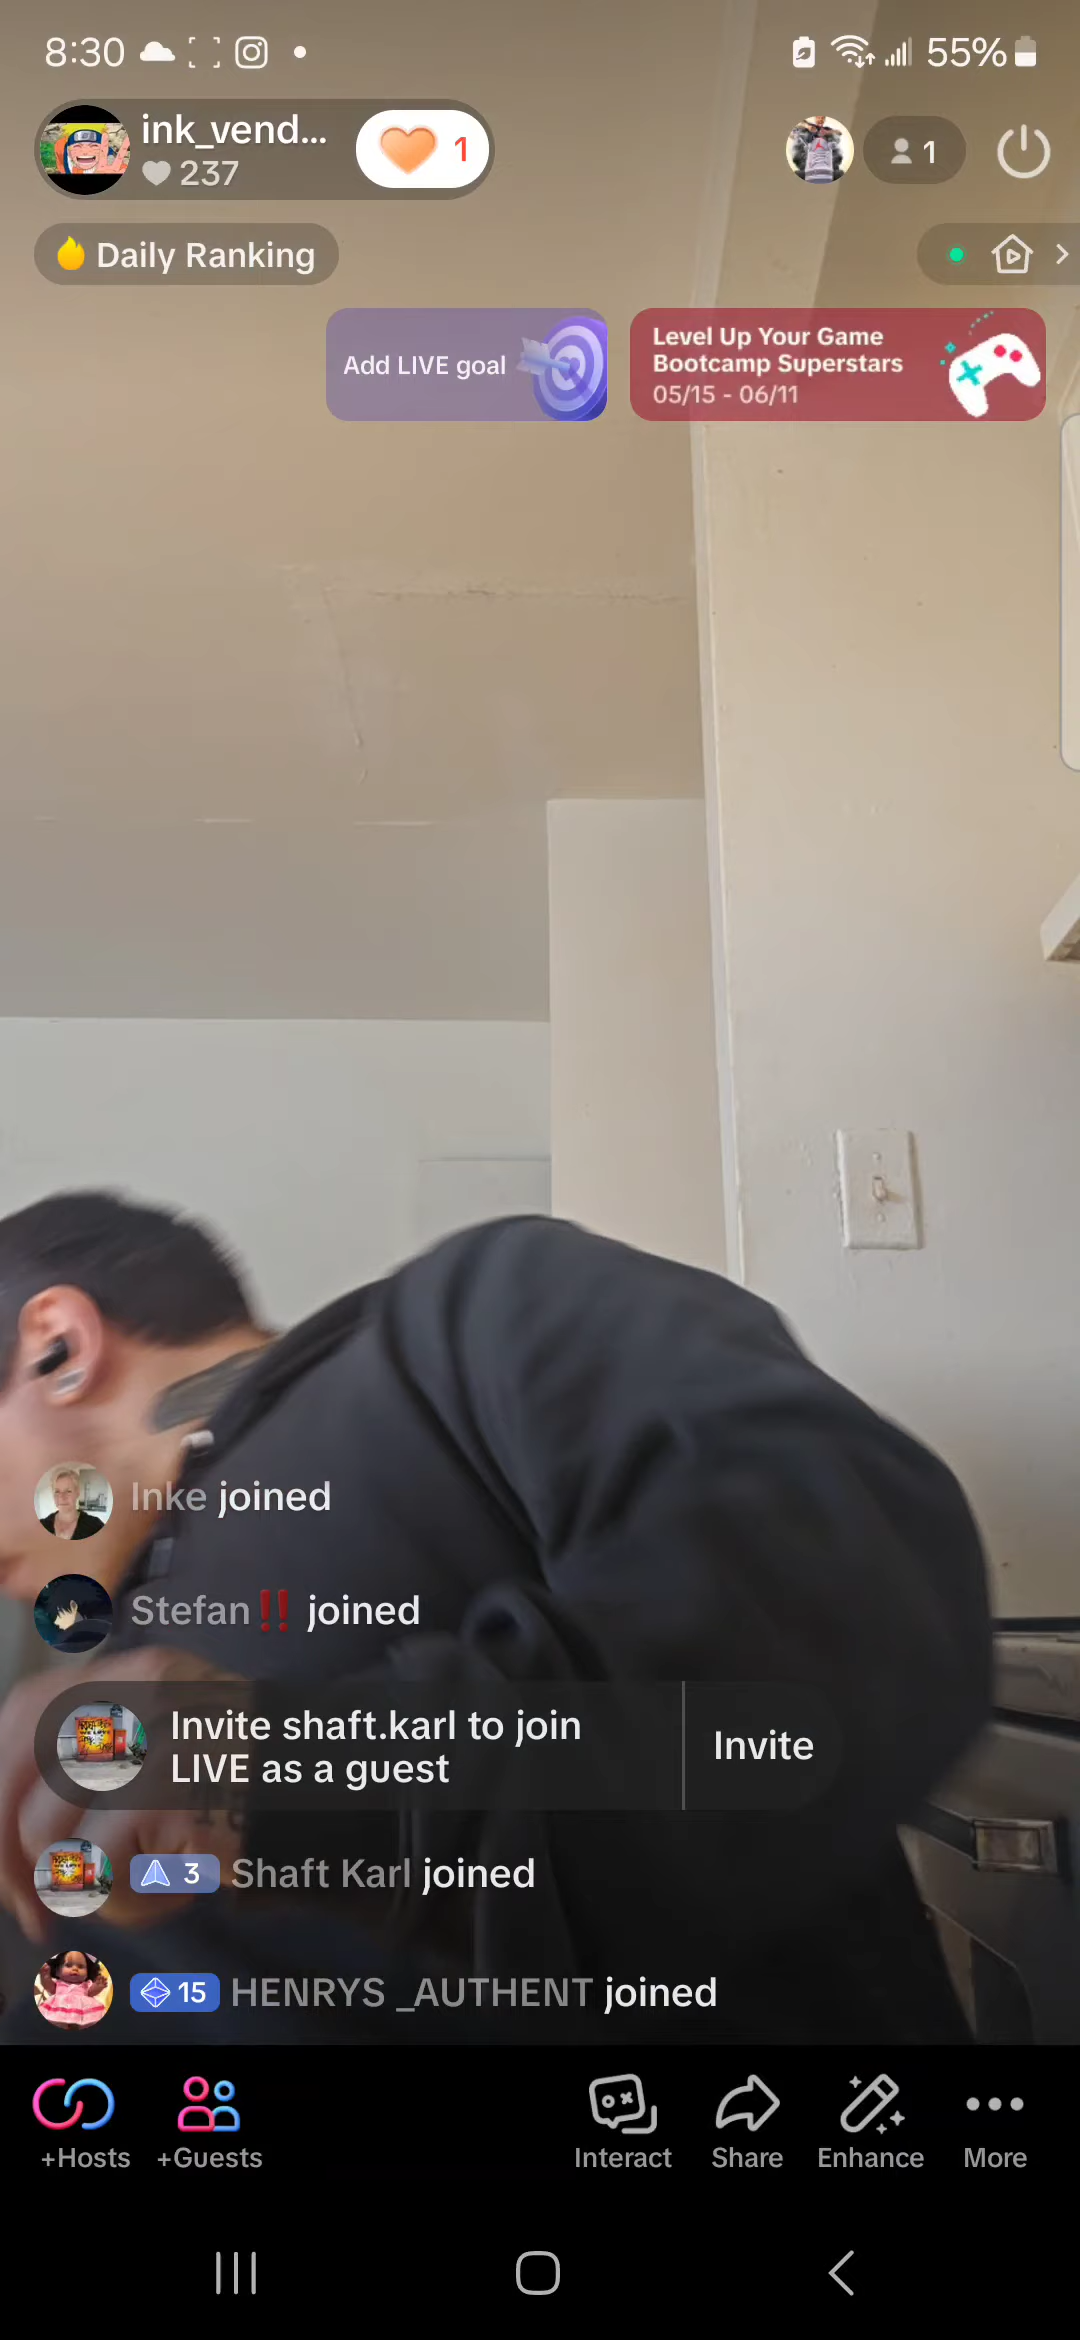 8:30
55%
ink_vend...
237
1
1
Daily Ranking
Add LIVE goal
Level Up Your Game
Bootcamp Superstars
05/15 - 06/11
Inke joined
Stefan‼️ joined
Invite shaft.karl to join
LIVE as a guest
Invite
3 Shaft Karl joined
15 HENRYS _AUTHENT joined
+Hosts
+Guests
Interact
Share
Enhance
More